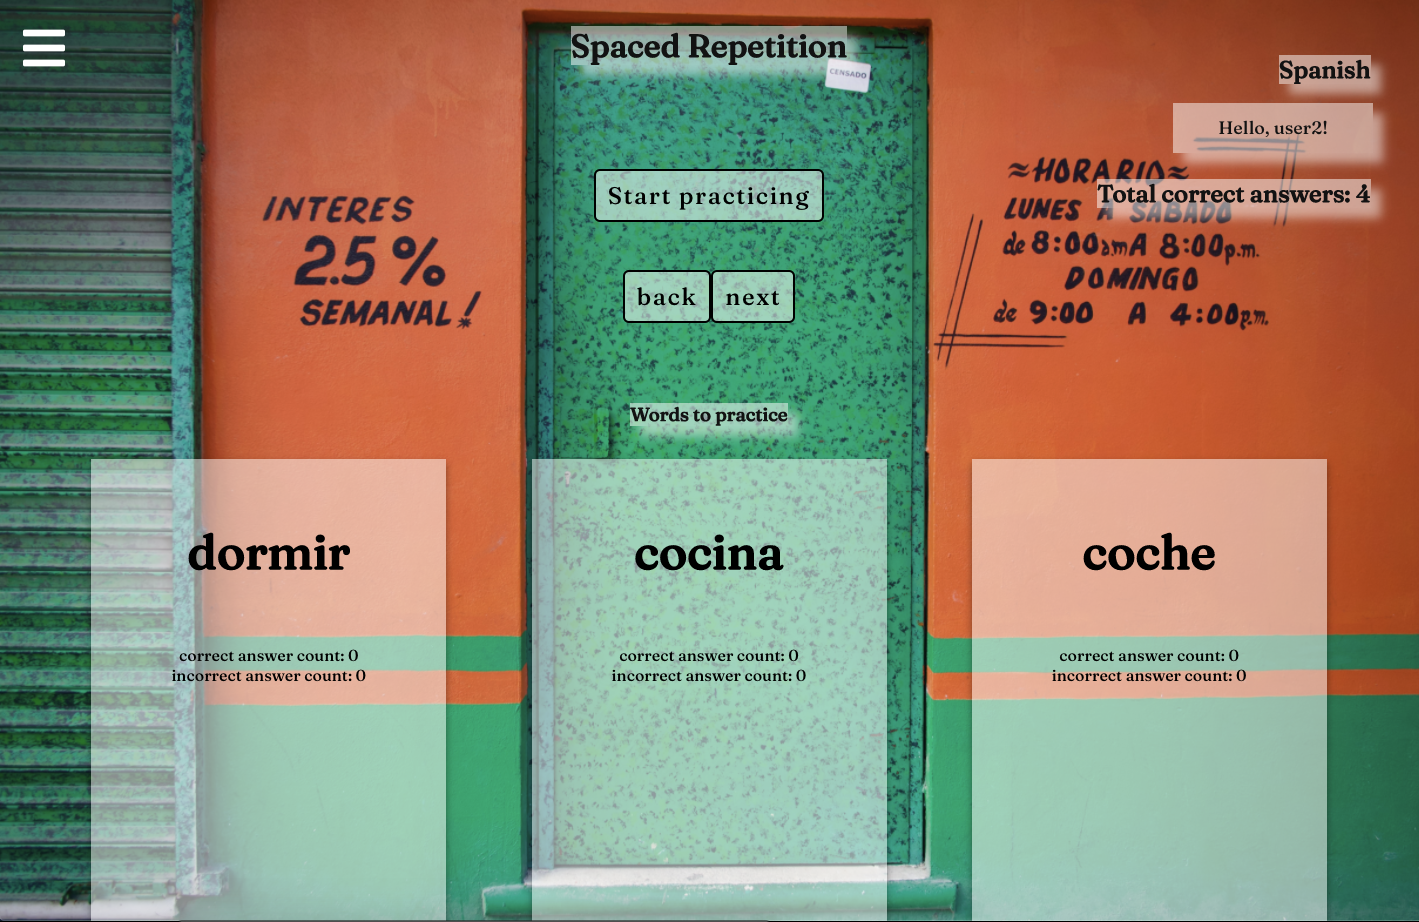 Spaced Repetition
CENSADO
Spanish
Hello, user2!
Total correct answers: 4
Start practicing
back next
INTERES
2.5 %
SEMANAL!
≈HORARIO≈
LUNES A SABADO
de 8:00 a.m A 8:00 p.m.
DOMINGO
de 9:00 A 4:00 p.m.
Words to practice
dormir
correct answer count: 0
incorrect answer count: 0
cocina
correct answer count: 0
incorrect answer count: 0
coche
correct answer count: 0
incorrect answer count: 0